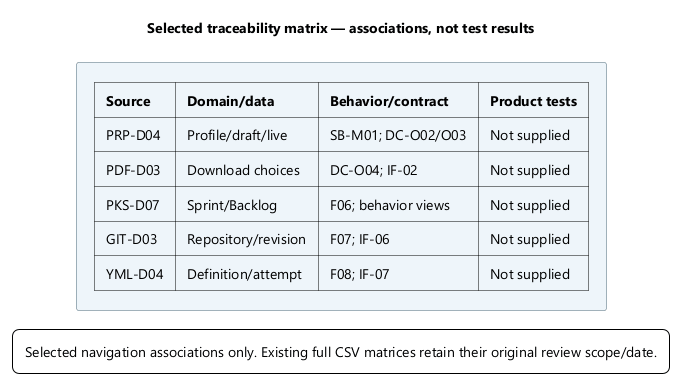 Selected traceability matrix — associations, not test results
Source Domain/data Behavior/contract Product tests
PRP-D04 Profile/draft/live SB-M01; DC-O02/O03 Not supplied
PDF-D03 Download choices DC-O04; IF-02 Not supplied
PKS-D07 Sprint/Backlog F06; behavior views Not supplied
GIT-D03 Repository/revision F07; IF-06 Not supplied
YML-D04 Definition/attempt F08; IF-07 Not supplied
Selected navigation associations only. Existing full CSV matrices retain their original review scope/date.